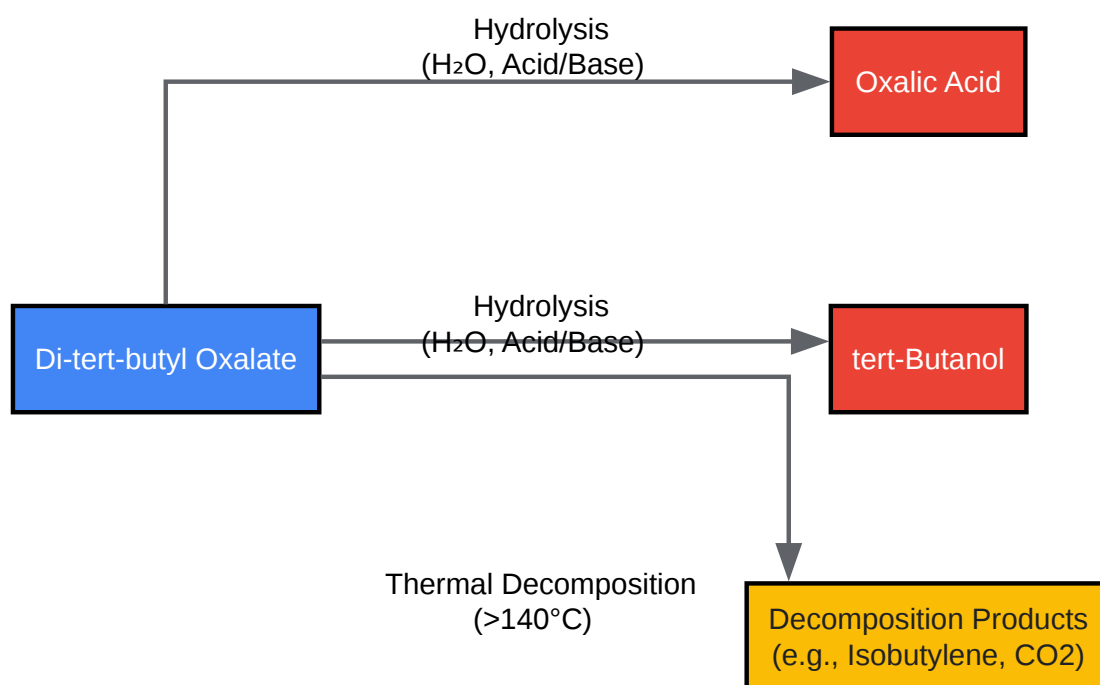 Hydrolysis
(H₂O, Acid/Base)
Oxalic Acid
Hydrolysis
(H₂O, Acid/Base)
Di-tert-butyl Oxalate
tert-Butanol
Thermal Decomposition
(>140°C)
Decomposition Products
(e.g., Isobutylene, CO2)